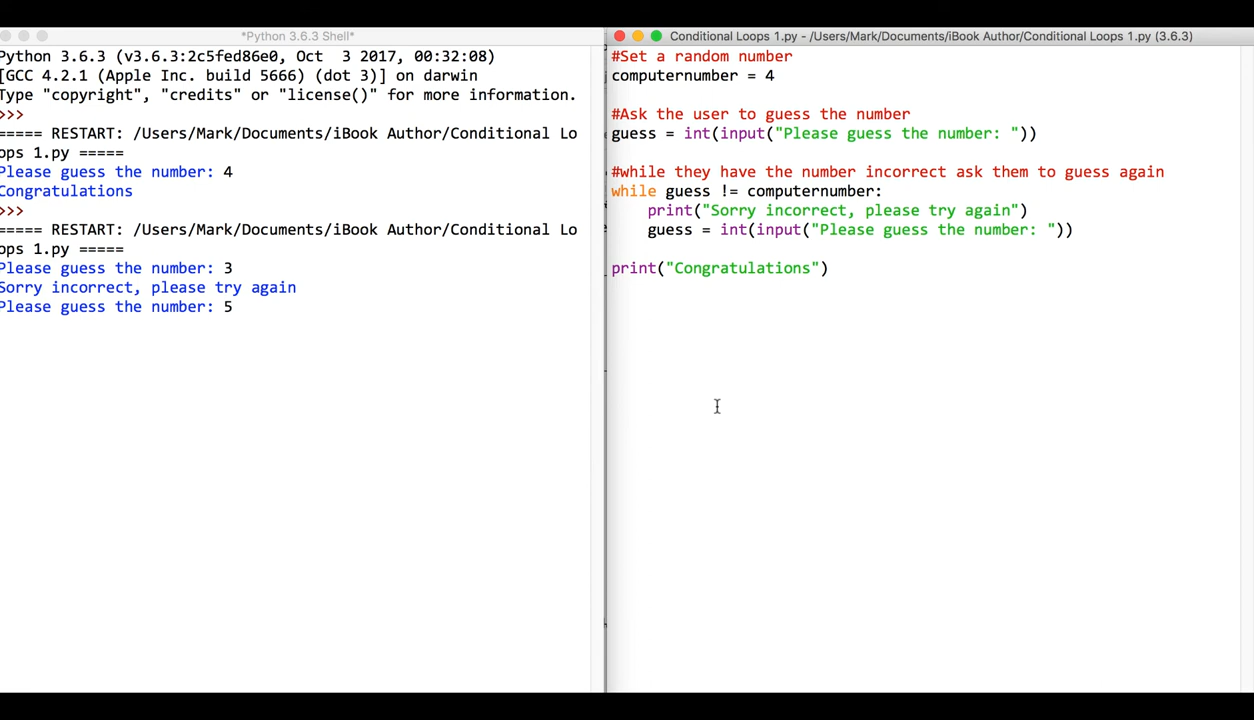 *Python 3.6.3 Shell*
Python 3.6.3 (v3.6.3:2c5fed86e0, Oct  3 2017, 00:32:08)
[GCC 4.2.1 (Apple Inc. build 5666) (dot 3)] on darwin
Type "copyright", "credits" or "license()" for more information.
>>>
===== RESTART: /Users/Mark/Documents/iBook Author/Conditional Lo
ops 1.py =====
Please guess the number: 4
Congratulations
>>>
===== RESTART: /Users/Mark/Documents/iBook Author/Conditional Lo
ops 1.py =====
Please guess the number: 3
Sorry incorrect, please try again
Please guess the number: 5
Conditional Loops 1.py - /Users/Mark/Documents/iBook Author/Conditional Loops 1.py (3.6.3)
#Set a random number
computernumber = 4
#Ask the user to guess the number
guess = int(input("Please guess the number: "))
#while they have the number incorrect ask them to guess again
while guess != computernumber:
    print("Sorry incorrect, please try again")
    guess = int(input("Please guess the number: "))
print("Congratulations")